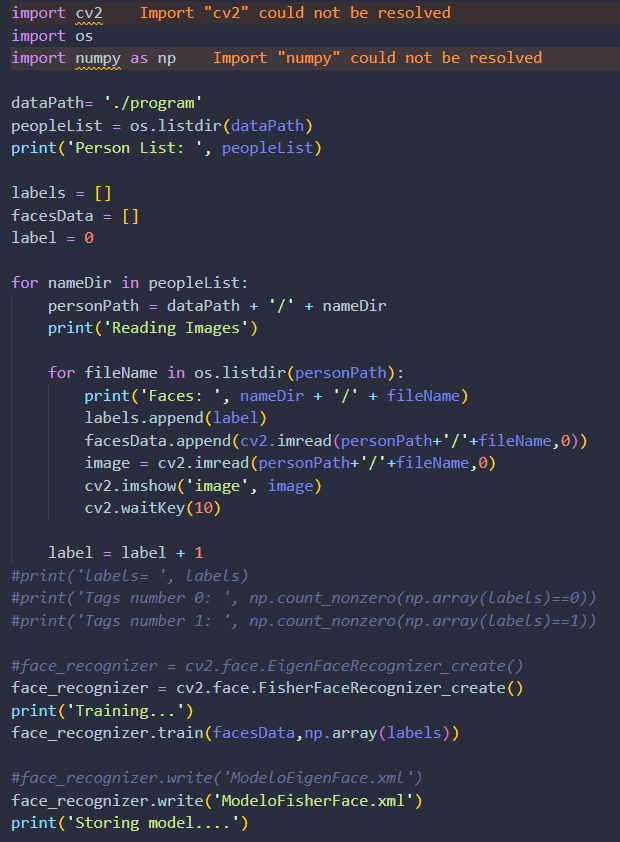 import cv2    Import "cv2" could not be resolved
import os
import numpy as np    Import "numpy" could not be resolved

dataPath= './program'
peopleList = os.listdir(dataPath)
print('Person List: ', peopleList)

labels = []
facesData = []
label = 0

for nameDir in peopleList:
    personPath = dataPath + '/' + nameDir
    print('Reading Images')

    for fileName in os.listdir(personPath):
        print('Faces: ', nameDir + '/' + fileName)
        labels.append(label)
        facesData.append(cv2.imread(personPath+'/'+fileName,0))
        image = cv2.imread(personPath+'/'+fileName,0)
        cv2.imshow('image', image)
        cv2.waitKey(10)

    label = label + 1
#print('labels= ', labels)
#print('Tags number 0: ', np.count_nonzero(np.array(labels)==0))
#print('Tags number 1: ', np.count_nonzero(np.array(labels)==1))

#face_recognizer = cv2.face.EigenFaceRecognizer_create()
face_recognizer = cv2.face.FisherFaceRecognizer_create()
print('Training...')
face_recognizer.train(facesData,np.array(labels))

#face_recognizer.write('ModeloEigenFace.xml')
face_recognizer.write('ModeloFisherFace.xml')
print('Storing model....')